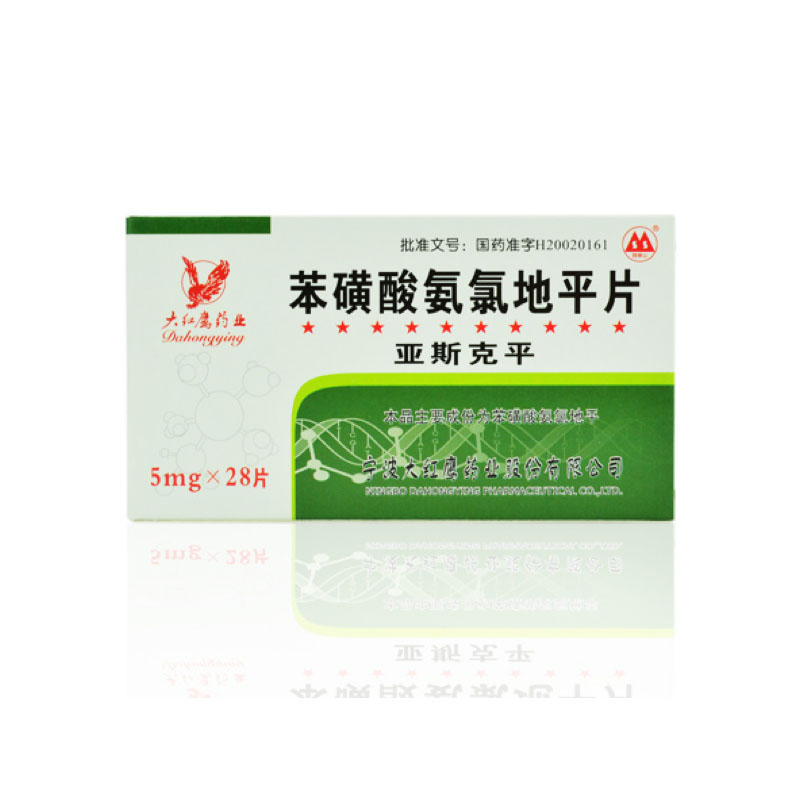 批准文号：国药准字H20020161
大红鹰药业
Dahongying
苯磺酸氨氯地平片
亚斯克平
本品主要成份为苯磺酸氨氯地平
宁波大红鹰药业股份有限公司
NINGBO DAHONGYING PHARMACEUTICAL CO.,LTD.
5mg×28片